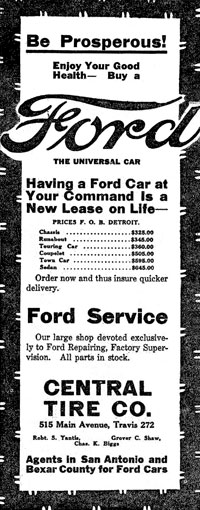 Be Prosperous!
Enjoy Your Good
Health— Buy a
Ford
THE UNIVERSAL CAR
Having a Ford Car at
Your Command Is a
New Lease on Life—
PRICES F. O. B. DETROIT.
Chassis ..................... $325.00
Runabout ..................... $345.00
Touring Car ..................... $360.00
Coupelet ..................... $505.00
Town Car ..................... $595.00
Sedan ..................... $645.00
Order now and thus insure quicker
delivery.
Ford Service
Our large shop devoted exclusive-
ly to Ford Repairing, Factory Super-
vision. All parts in stock.
CENTRAL
TIRE CO.
515 Main Avenue, Travis 272
Robt. S. Yantis, Grover C. Shaw,
Chas. K. Biggs
Agents in San Antonio and
Bexar County for Ford Cars